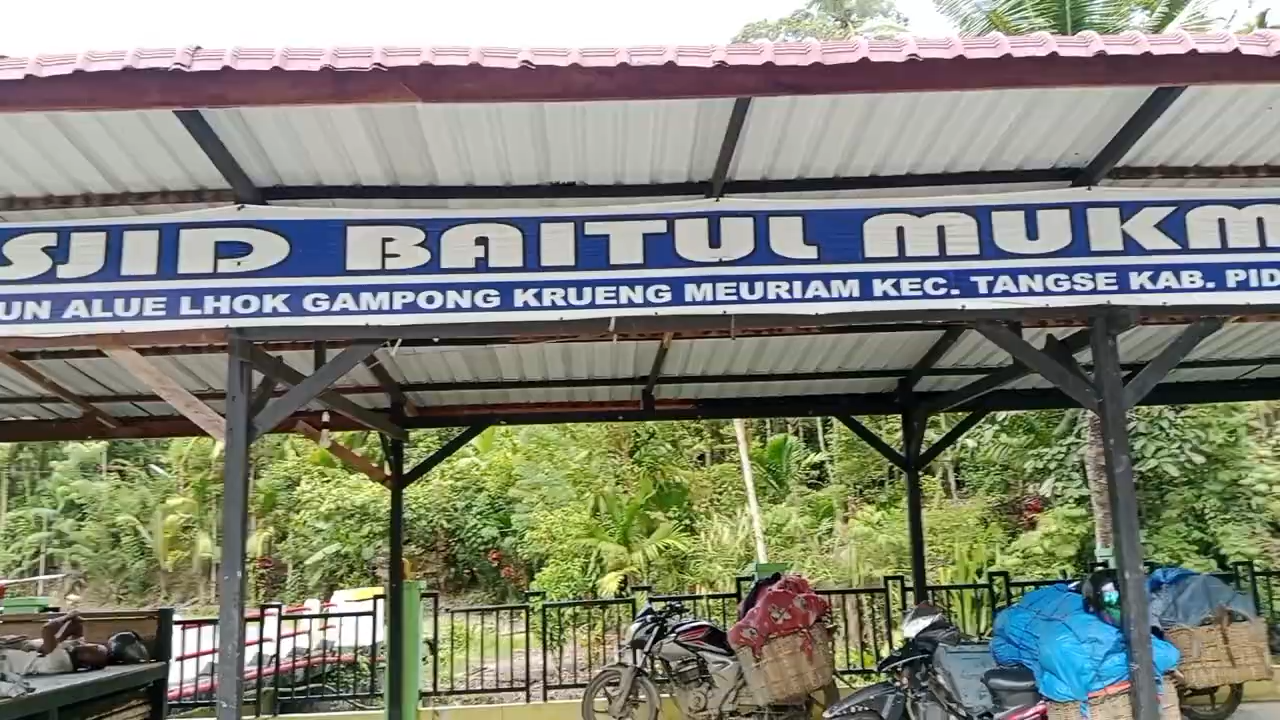 SJID BAITUL MUKM
UN ALUE LHOK GAMPONG KRUENG MEURIAM KEC. TANGSE KAB. PID